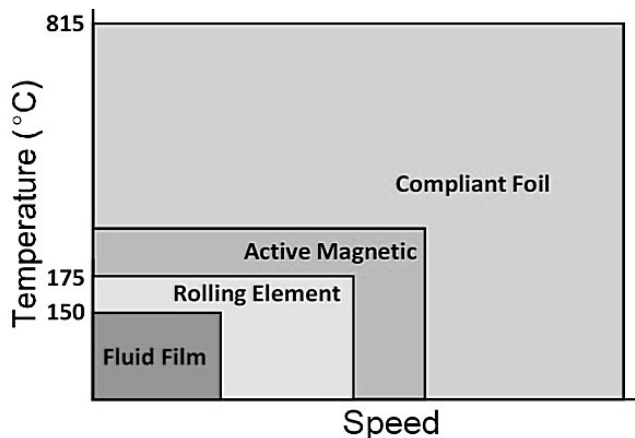 815
Temperature (°C)
Compliant Foil
Active Magnetic
175
Rolling Element
150
Fluid Film
Speed